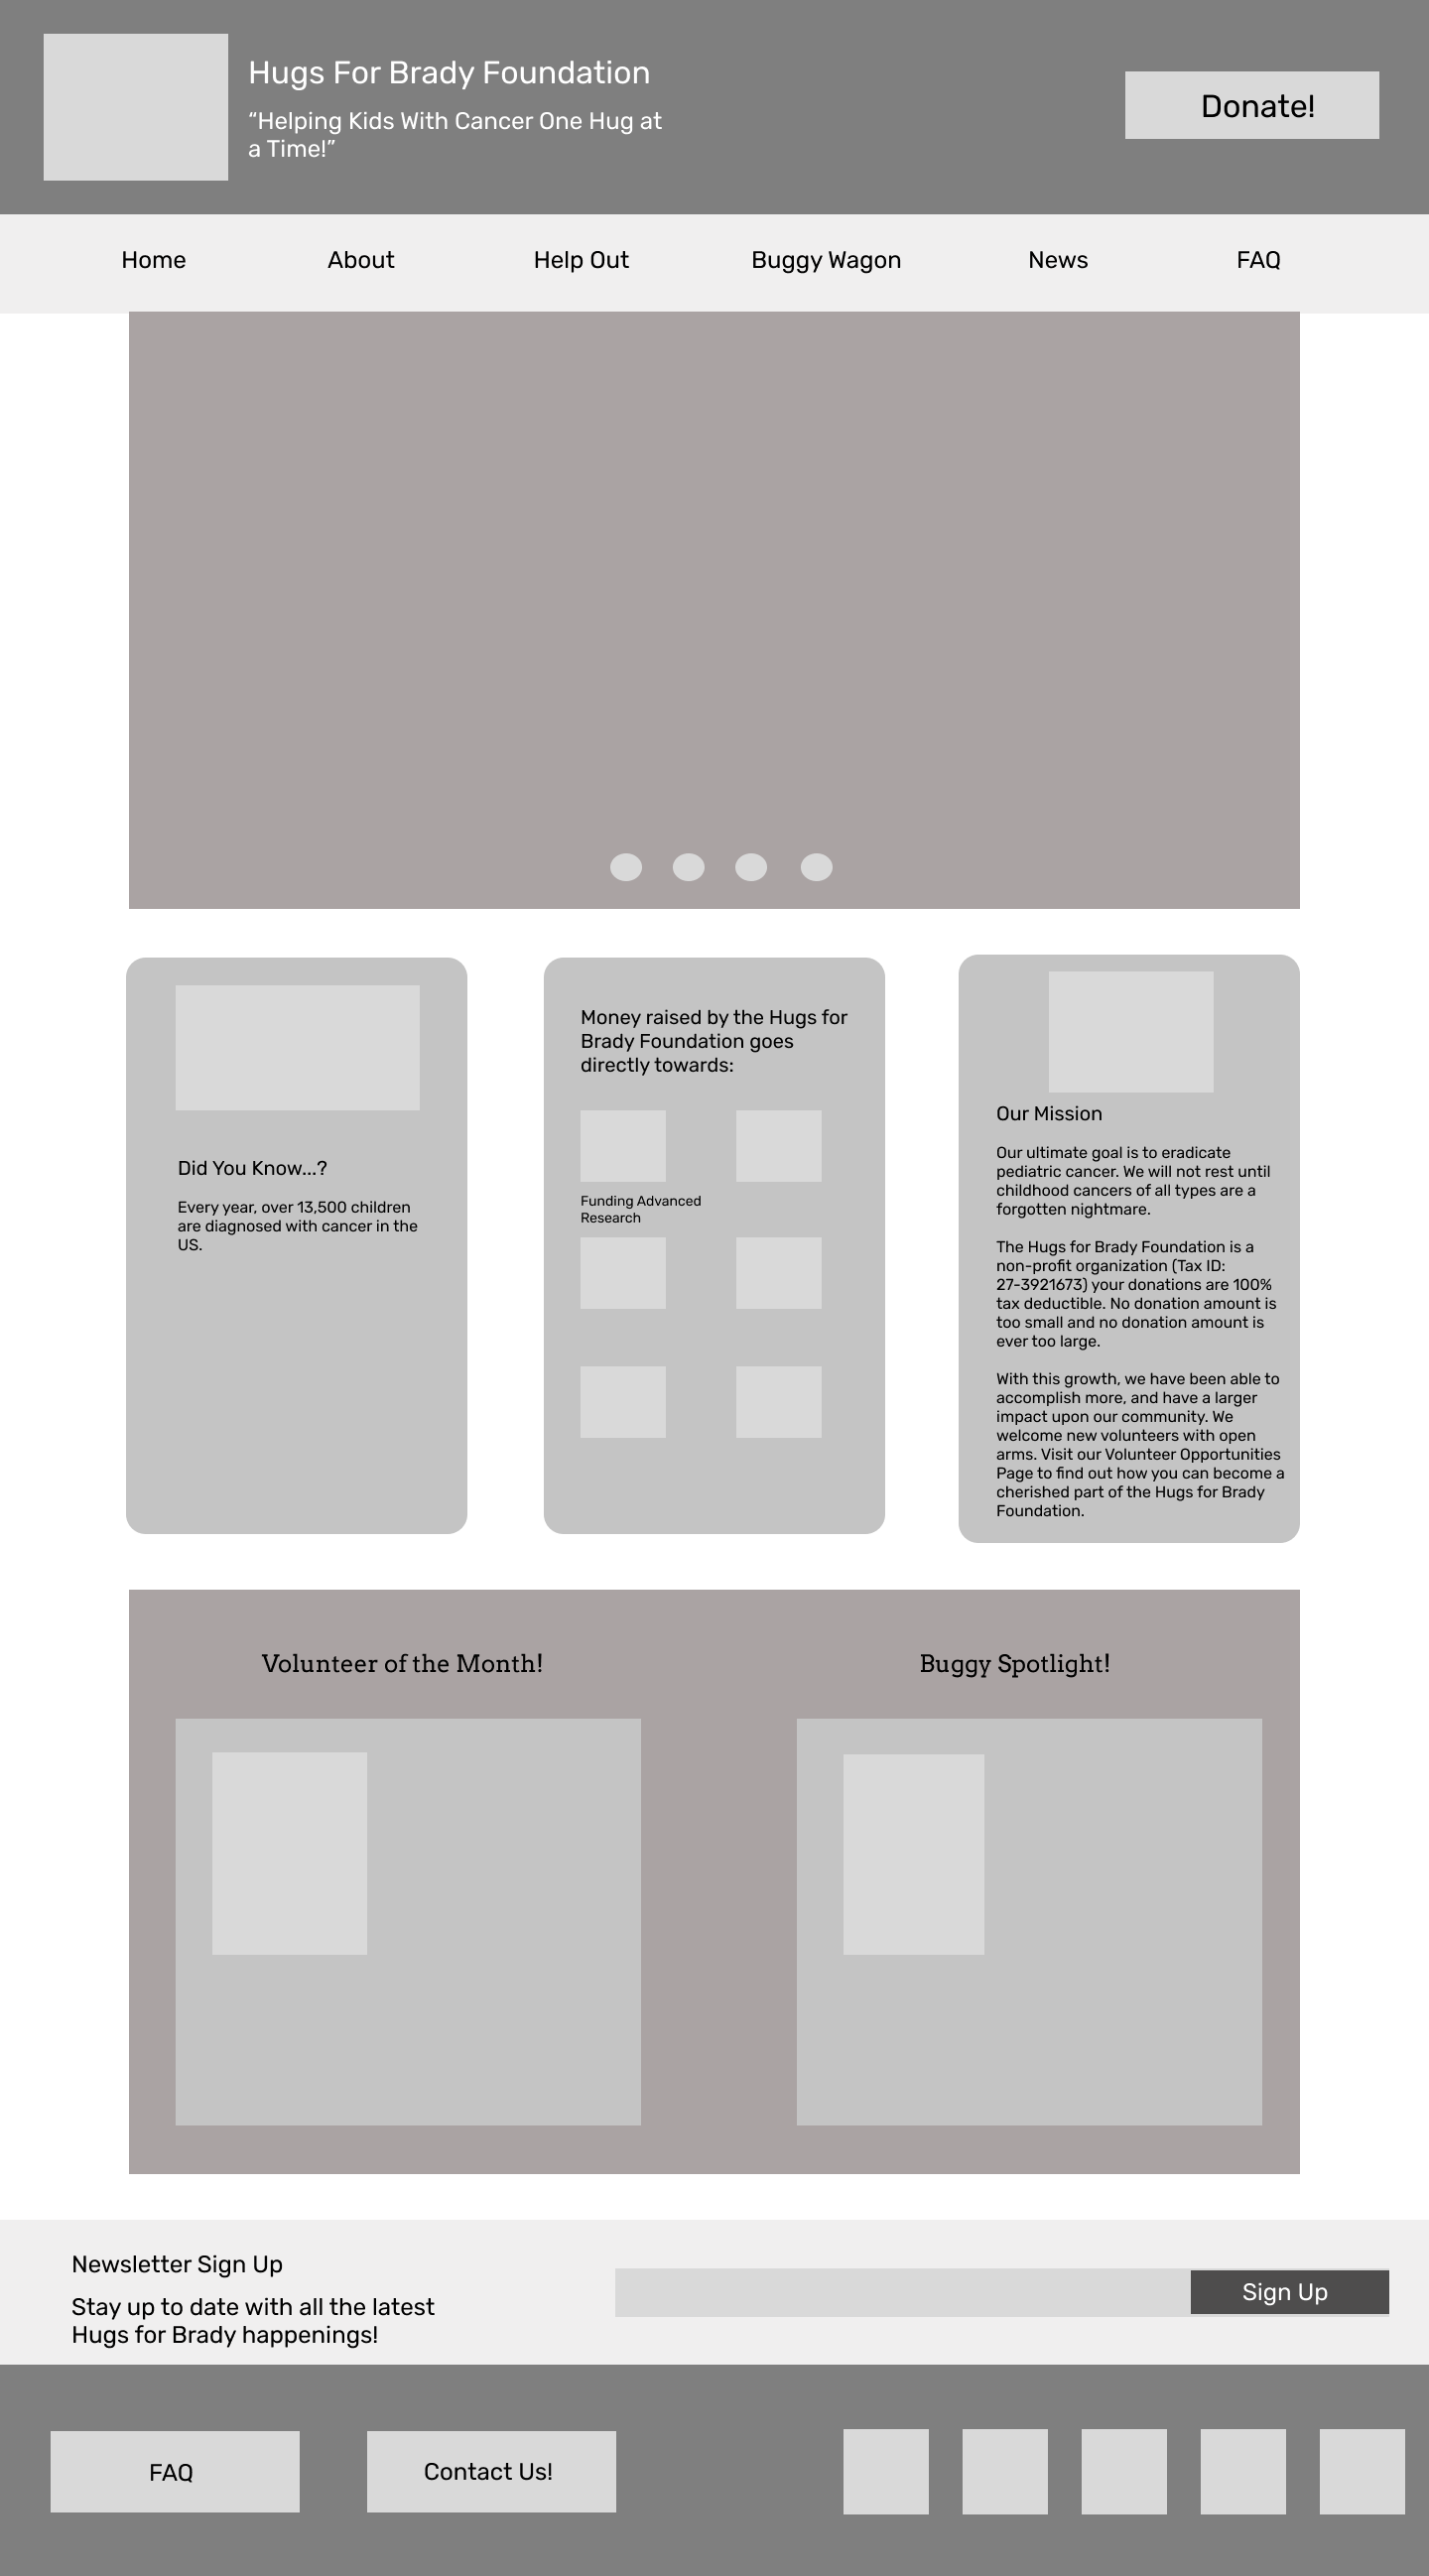 Hugs For Brady Foundation
“Helping Kids With Cancer One Hug at
a Time!”
Donate!
Home
About
Help Out
Buggy Wagon
News
FAQ
Did You Know...?
Every year, over 13,500 children
are diagnosed with cancer in the
US.
Money raised by the Hugs for
Brady Foundation goes
directly towards:
Funding Advanced
Research
Our Mission
Our ultimate goal is to eradicate
pediatric cancer. We will not rest until
childhood cancers of all types are a
forgotten nightmare.
The Hugs for Brady Foundation is a
non-profit organization (Tax ID:
27-3921673) your donations are 100%
tax deductible. No donation amount is
too small and no donation amount is
ever too large.
With this growth, we have been able to
accomplish more, and have a larger
impact upon our community. We
welcome new volunteers with open
arms. Visit our Volunteer Opportunities
Page to find out how you can become a
cherished part of the Hugs for Brady
Foundation.
Volunteer of the Month!
Buggy Spotlight!
Newsletter Sign Up
Stay up to date with all the latest
Hugs for Brady happenings!
Sign Up
FAQ
Contact Us!